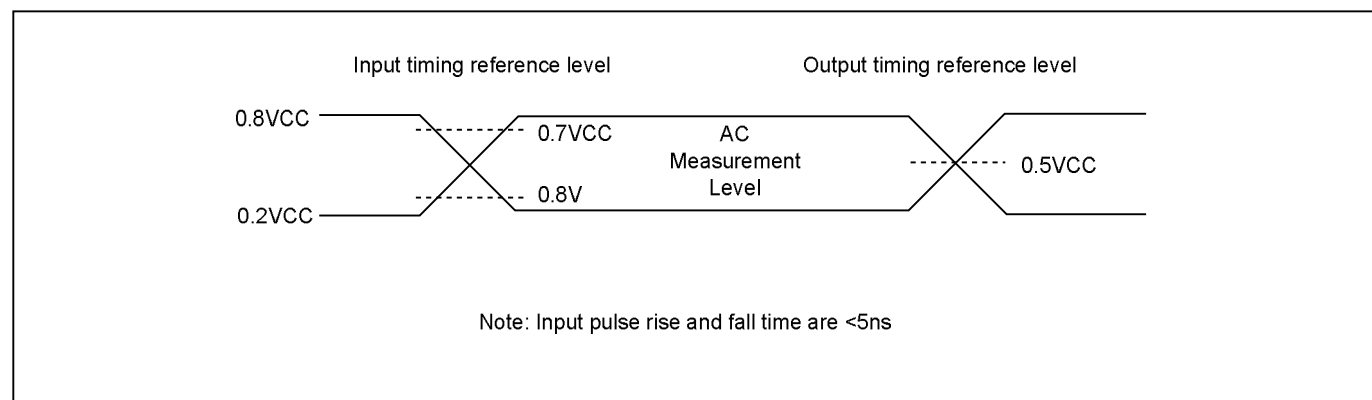 Input timing reference level
Output timing reference level
0.8VCC
0.7VCC
AC
Measurement
Level
0.5VCC
0.8V
0.2VCC
Note: Input pulse rise and fall time are <5ns